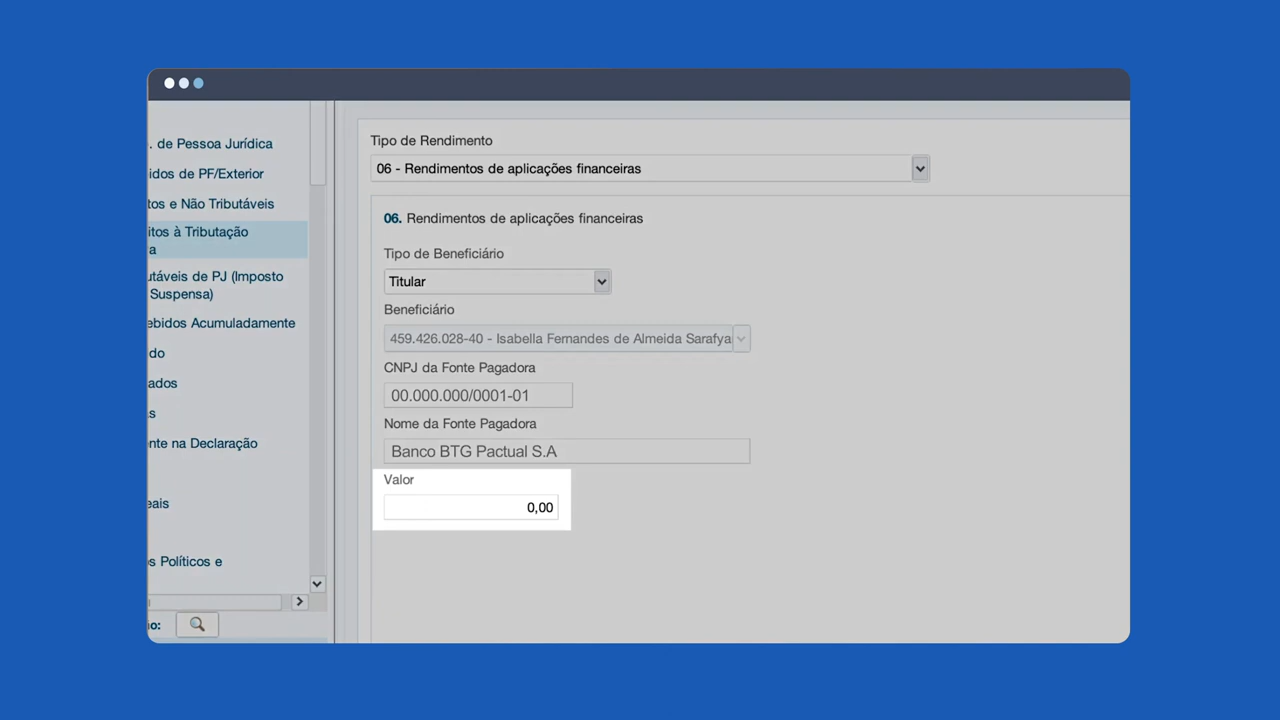 . de Pessoa Jurídica
idos de PF/Exterior
tos e Não Tributáveis
itos à Tributação
a
utáveis de PJ (Imposto
Suspensa)
ebidos Acumuladamente
do
ados
s
nte na Declaração
eais
s Políticos e
o:
Tipo de Rendimento
06 - Rendimentos de aplicações financeiras
06. Rendimentos de aplicações financeiras
Tipo de Beneficiário
Titular
Beneficiário
459.426.028-40 - Isabella Fernandes de Almeida Sarafya
CNPJ da Fonte Pagadora
00.000.000/0001-01
Nome da Fonte Pagadora
Banco BTG Pactual S.A
Valor
0,00